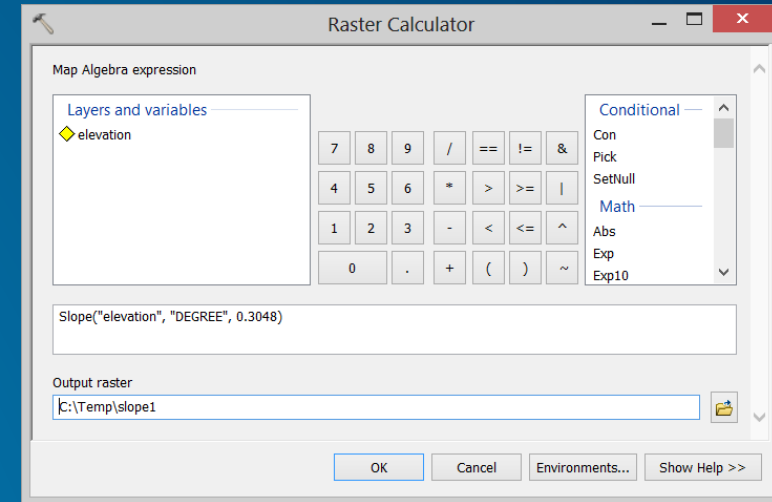 Raster Calculator
Map Algebra expression
Layers and variables
elevation
7 8 9 / == != &
4 5 6 * > >= |
1 2 3 - < <= ^
0 . + ( ) ~
Conditional
Con
Pick
SetNull
Math
Abs
Exp
Exp10
Slope("elevation", "DEGREE", 0.3048)
Output raster
C:\Temp\slope1
OK Cancel Environments... Show Help >>